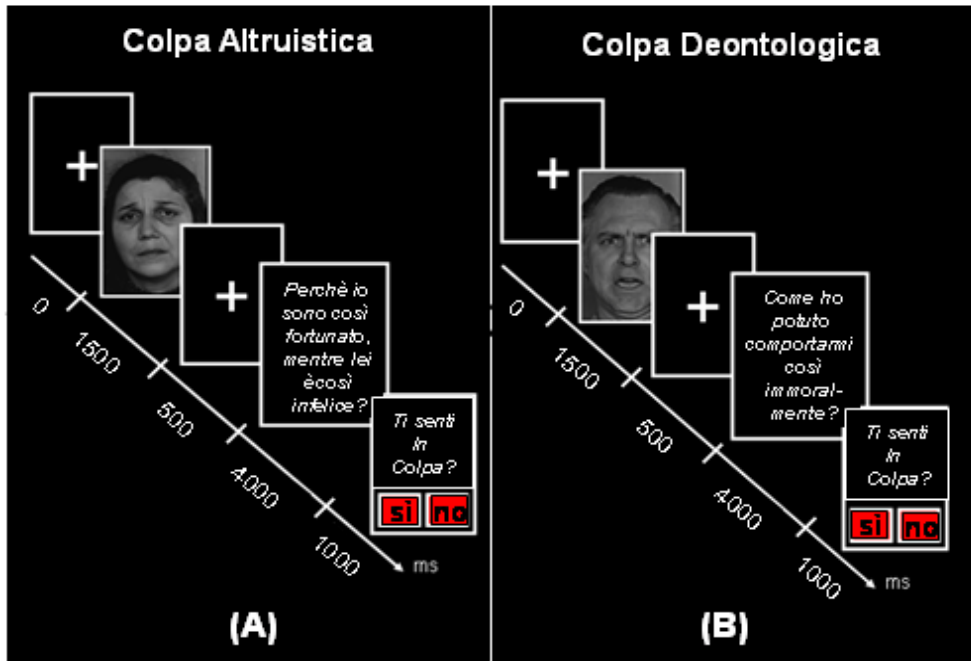 Colpa Altruistica
Perchè io
sono così
fortunato,
mentre lei
ècosì
infelice?
Ti senti
In
Colpa?
sì no
0
1500
500
4000
1000
ms
(A)
Colpa Deontologica
Come ho
potuto
comportarmi
così
immoral-
mente?
Ti senti
In
Colpa?
sì no
0
1500
500
4000
1000
ms
(B)